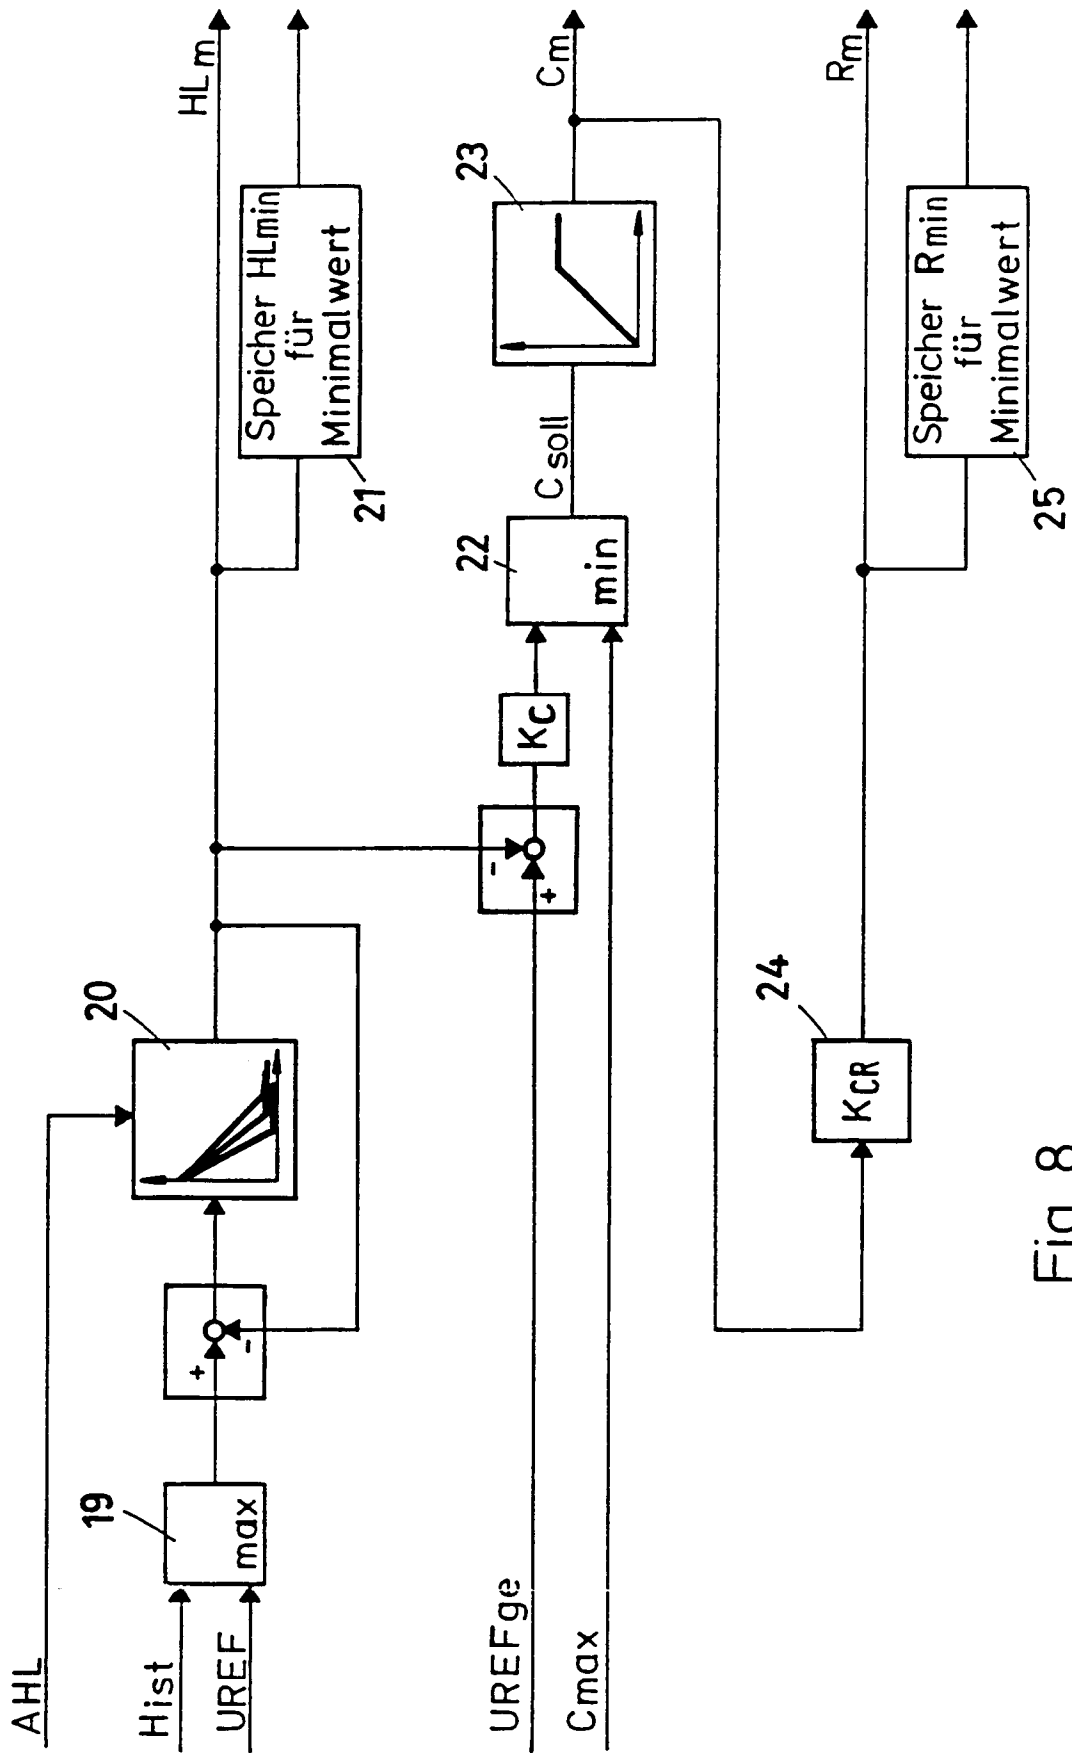 AHL
Hist
UREF
19
max
+
-
20
HLm
Speicher HLmin
für
Minimalwert
21
UREFge
Cmax
-
+
KC
22
min
Csoll
23
Cm
24
KCR
Rm
Speicher Rmin
für
Minimalwert
25
Fig 8